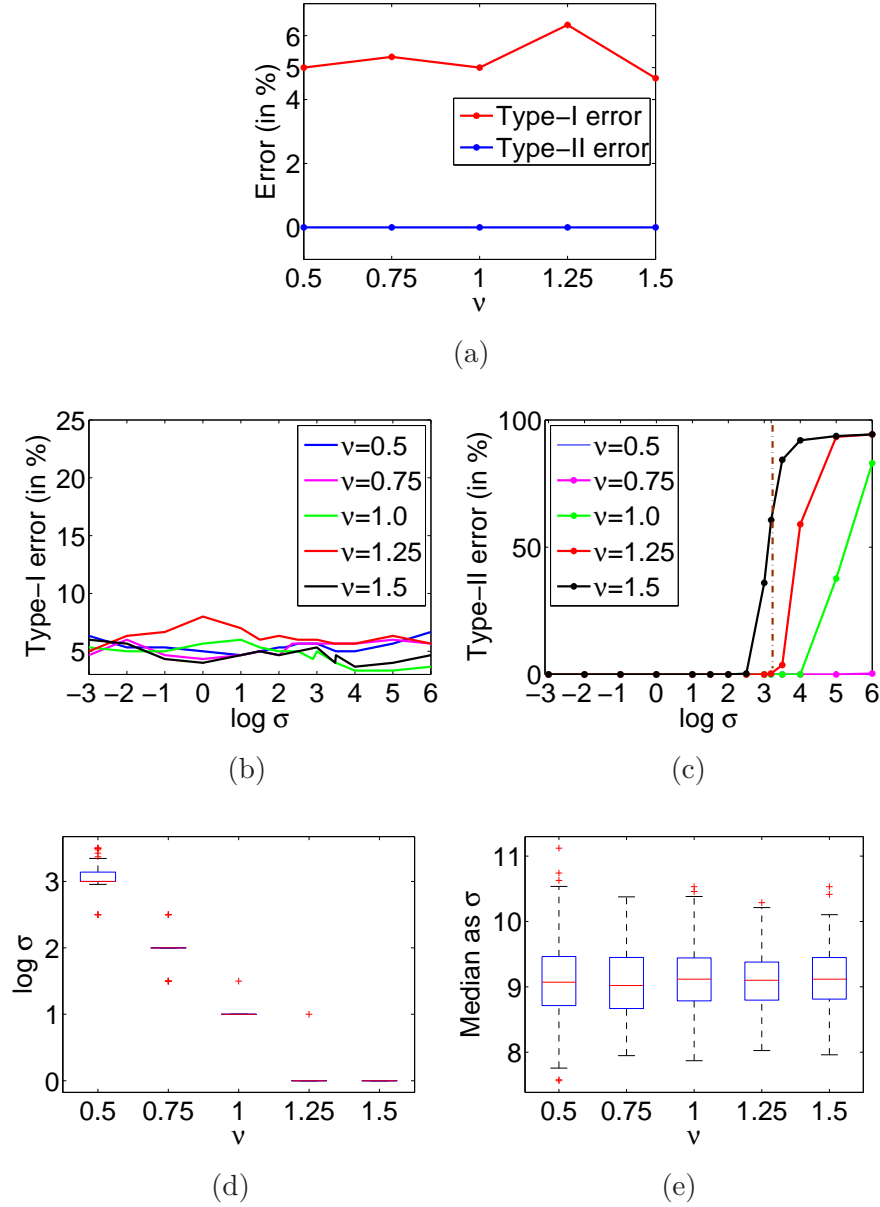 6
5
4
2
0
Error (in %)
Type−I error
Type−II error
0.5 0.75 1 1.25 1.5
ν
(a)
25
20
15
10
5
Type−I error (in %)
ν=0.5
ν=0.75
ν=1.0
ν=1.25
ν=1.5
−3 −2 −1 0 1 2 3 4 5 6
log σ
(b)
100
50
0
Type−II error (in %)
ν=0.5
ν=0.75
ν=1.0
ν=1.25
ν=1.5
−3 −2 −1 0 1 2 3 4 5 6
log σ
(c)
3
2
1
0
log σ
0.5 0.75 1 1.25 1.5
ν
(d)
11
10
9
8
Median as σ
0.5 0.75 1 1.25 1.5
ν
(e)